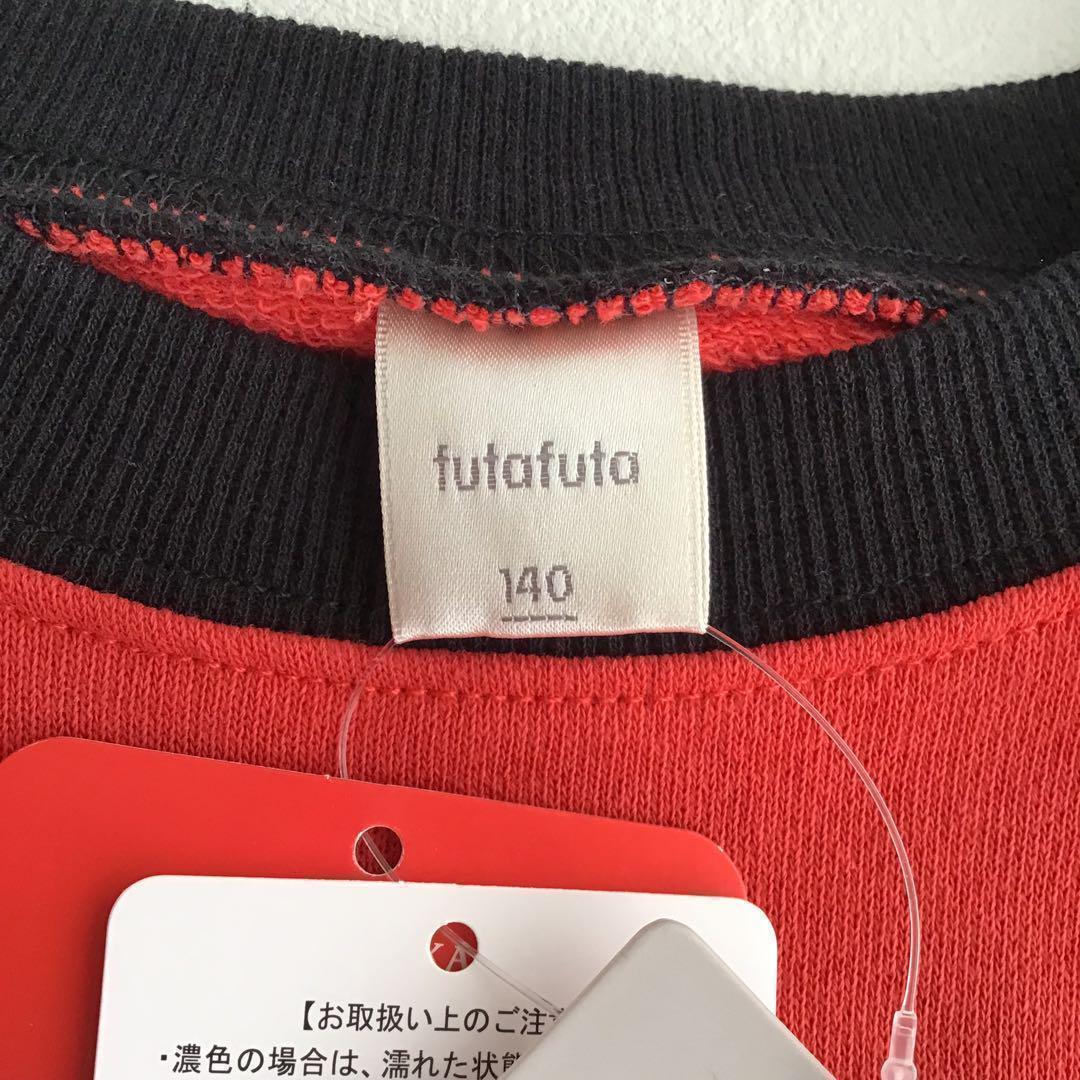 futafuta
140
【お取扱い上のご注
・濃色の場合は、濡れた状態